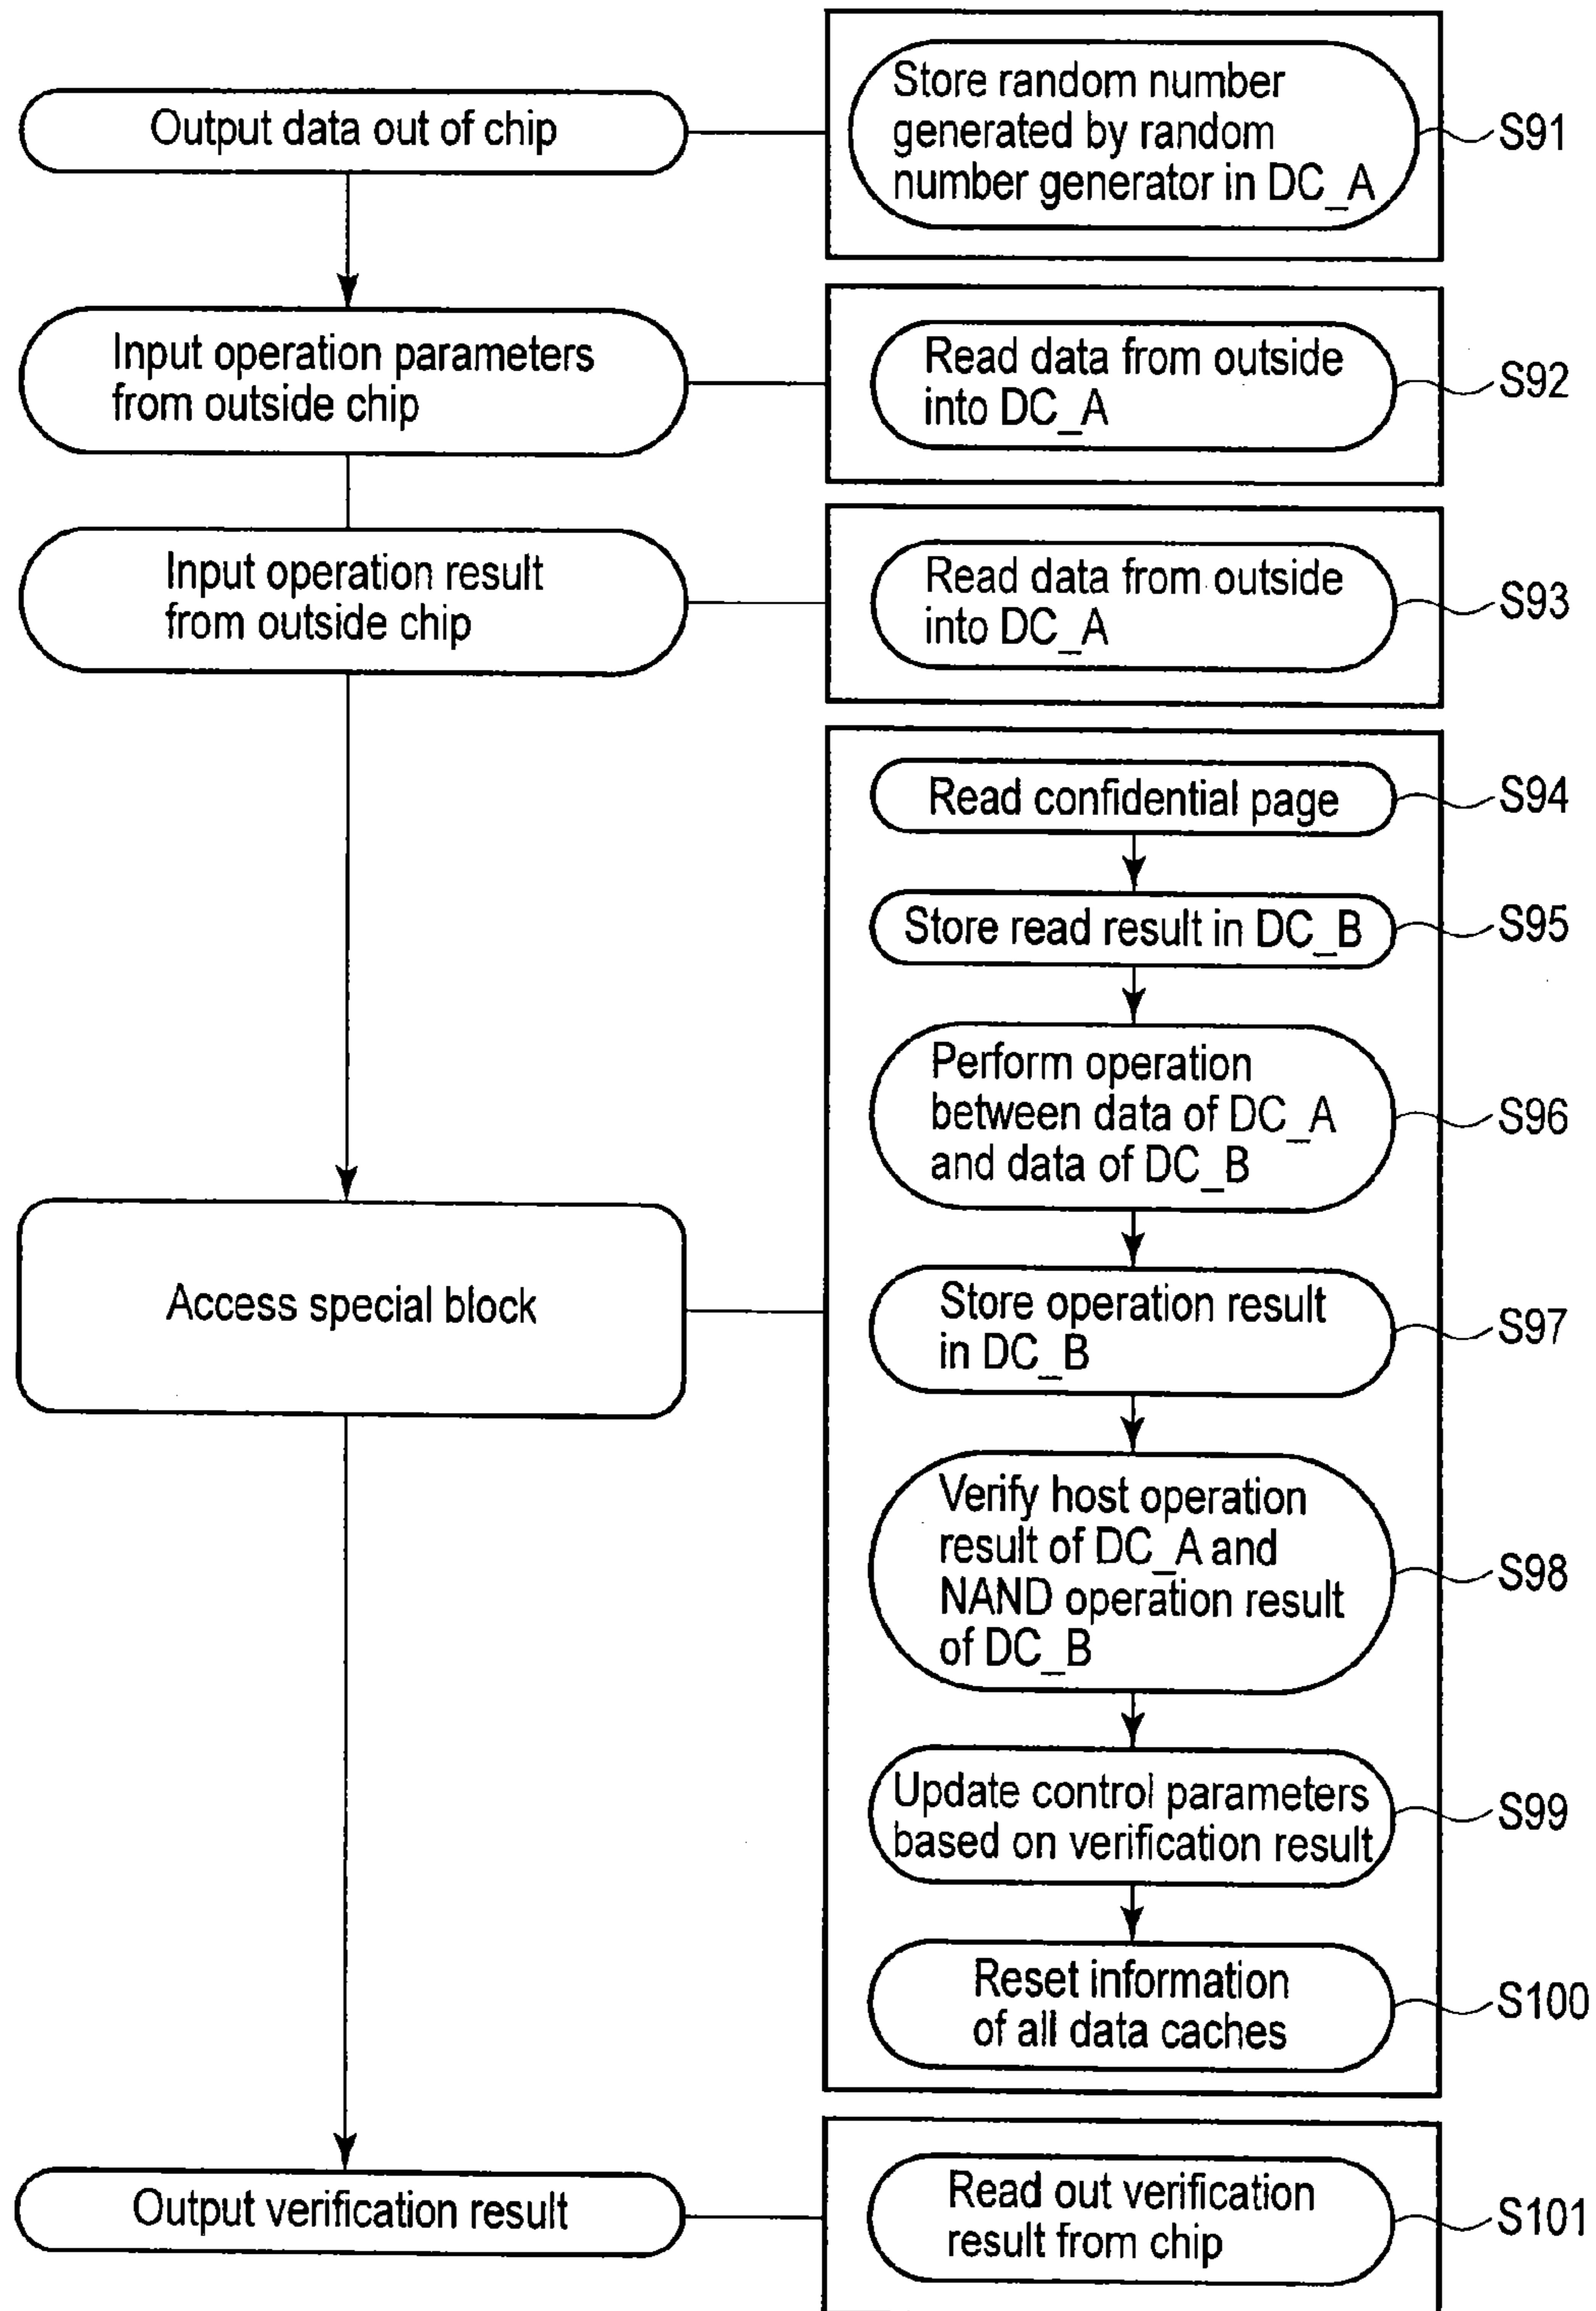 Output data out of chip
Store random number
generated by random
number generator in DC_A
S91
Input operation parameters
from outside chip
Read data from outside
into DC_A
S92
Input operation result
from outside chip
Read data from outside
into DC_A
S93
Access special block
Read confidential page
S94
Store read result in DC_B
S95
Perform operation
between data of DC_A
and data of DC_B
S96
Store operation result
in DC_B
S97
Verify host operation
result of DC_A and
NAND operation result
of DC_B
S98
Update control parameters
based on verification result
S99
Reset information
of all data caches
S100
Output verification result
Read out verification
result from chip
S101